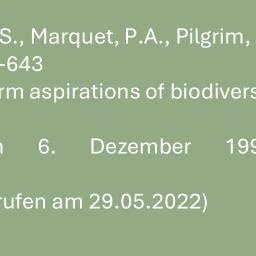 S., Marquet, P.A., Pilgrim,
-643
rm aspirations of biodivers
6. Dezember 199
rufen am 29.05.2022)